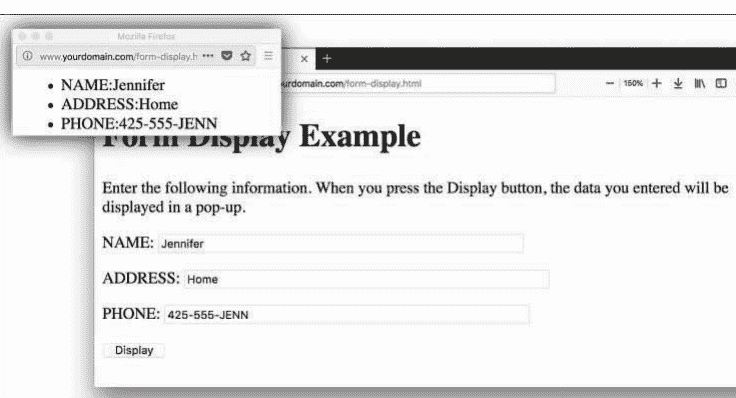 Mozilla Firefox
www.yourdomain.com/form-display.h
NAME:Jennifer
ADDRESS:Home
PHONE:425-555-JENN
urdomain.com/form-display.html
150%
Form Display Example
Enter the following information. When you press the Display button, the data you entered will be
displayed in a pop-up.
NAME: Jennifer
ADDRESS: Home
PHONE: 425-555-JENN
Display